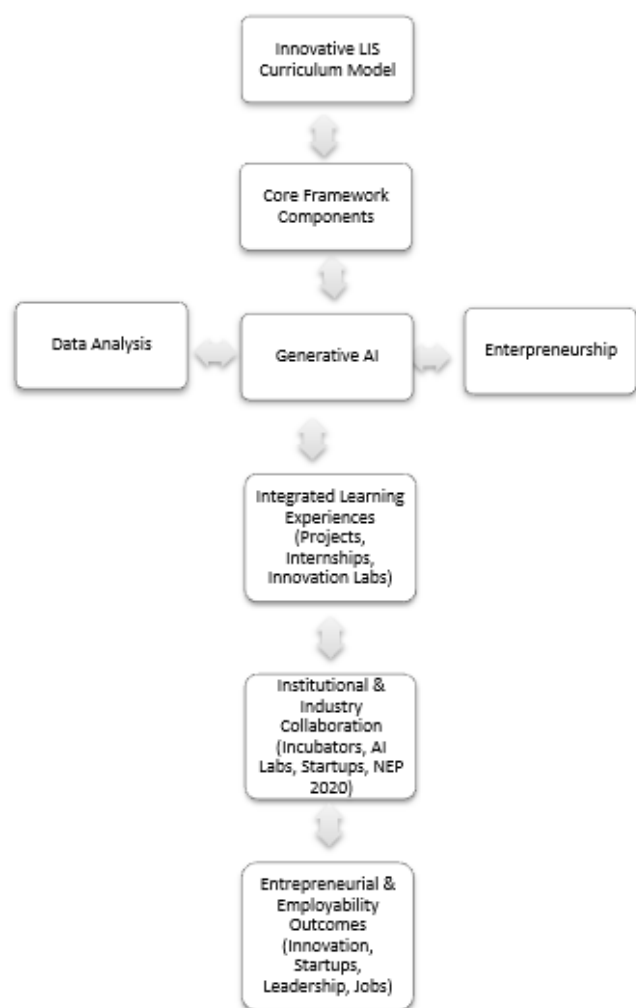 Innovative LIS
Curriculum Model
Core Framework
Components
Data Analysis
Generative AI
Enterpreneurship
Integrated Learning
Experiences
(Projects,
Internships,
Innovation Labs)
Institutional &
Industry
Collaboration
(Incubators, AI
Labs, Startups, NEP
2020)
Entrepreneurial &
Employability
Outcomes
(Innovation,
Startups,
Leadership, Jobs)